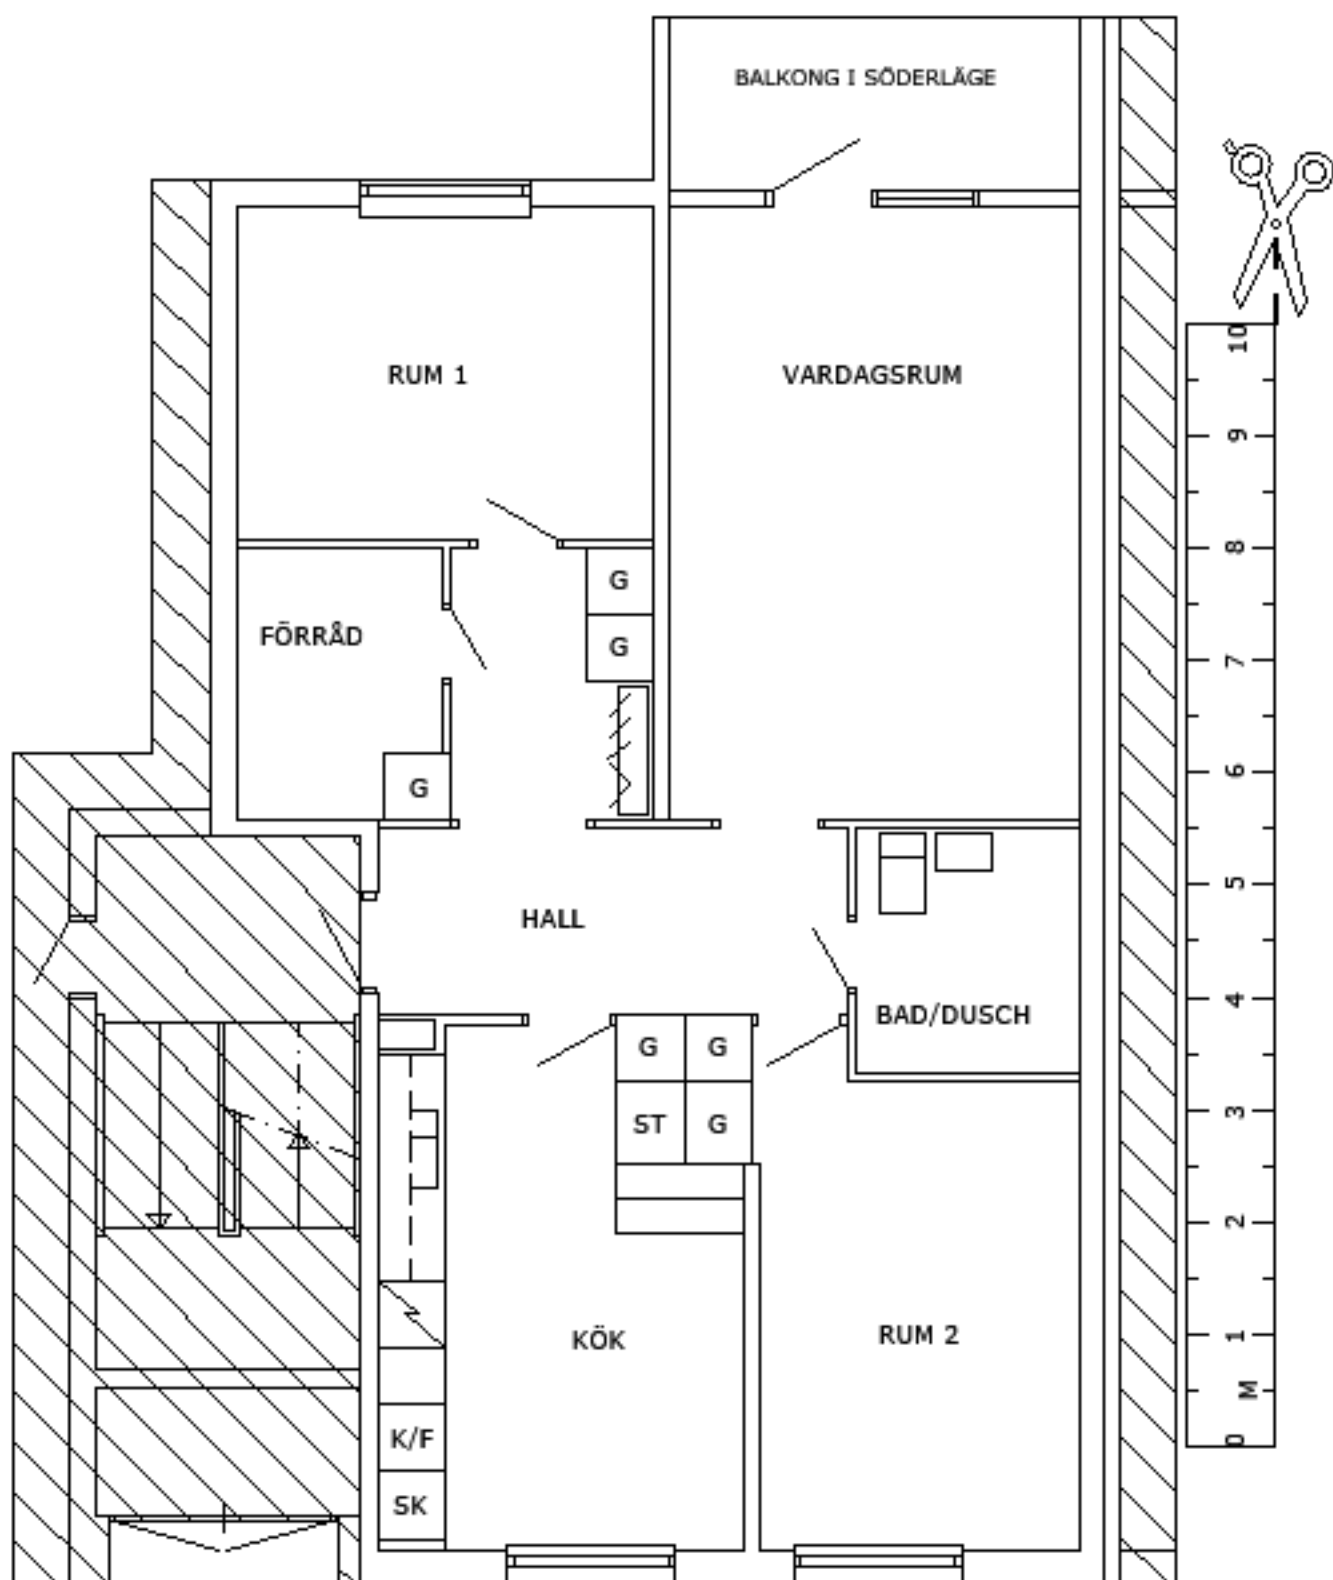 BALKONG I SÖDERLÄGE
RUM 1
VARDAGSRUM
G
G
FÖRRÅD
G
HALL
BAD/DUSCH
G G
ST G
KÖK
RUM 2
K/F
SK
10
9
8
7
6
5
4
3
2
1
M
0